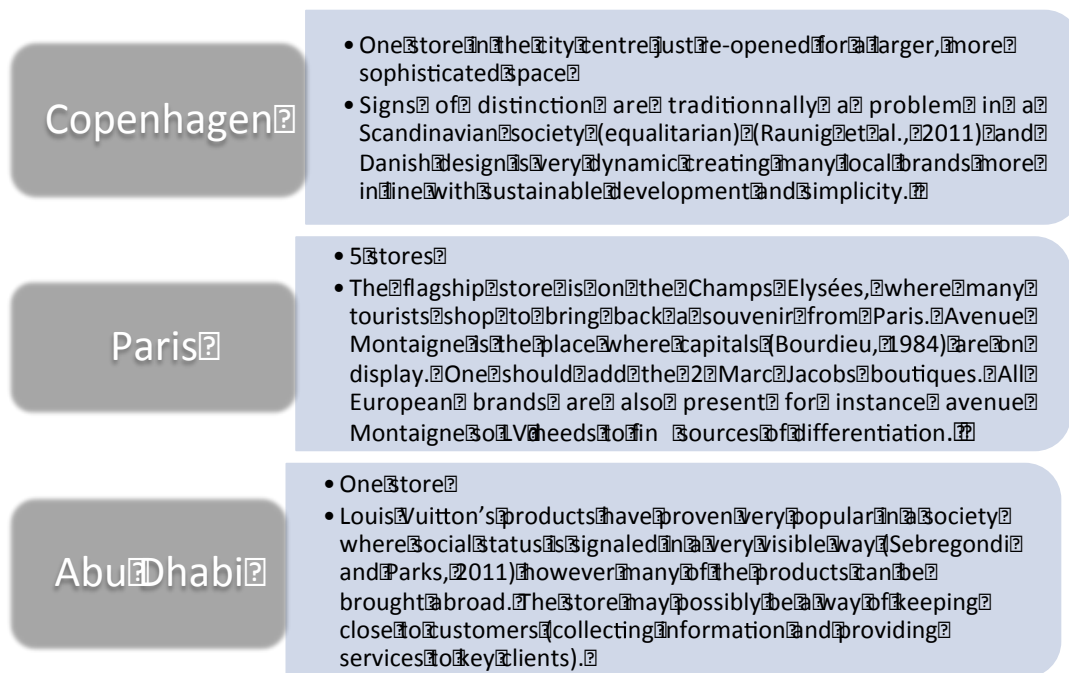 Copenhagen
• One store in the city centre just re-opened for a larger, more
sophisticated space
• Signs of distinction are traditionnally a problem in a
Scandinavian society (equalitarian) (Raunig et al., 2011) and
Danish design is very dynamic creating many local brands more
in line with sustainable development and simplicity.
Paris
• 5 stores
• The flagship store is on the Champs Elysées, where many
tourists shop to bring back a souvenir from Paris. Avenue
Montaigne is the place where capitals (Bourdieu, 1984) are on
display. One should add the 2 Marc Jacobs boutiques. All
European brands are also present for instance avenue
Montaigne so LV needs to fin sources of differentiation.
Abu Dhabi
• One store
• Louis Vuitton’s products have proven very popular in a society
where social status is signaled in a very visible way (Sebregondi
and Parks, 2011) however many of the products can be
brought abroad. The store may possibly be a way of keeping
close to customers (collecting information and providing
services to key clients).